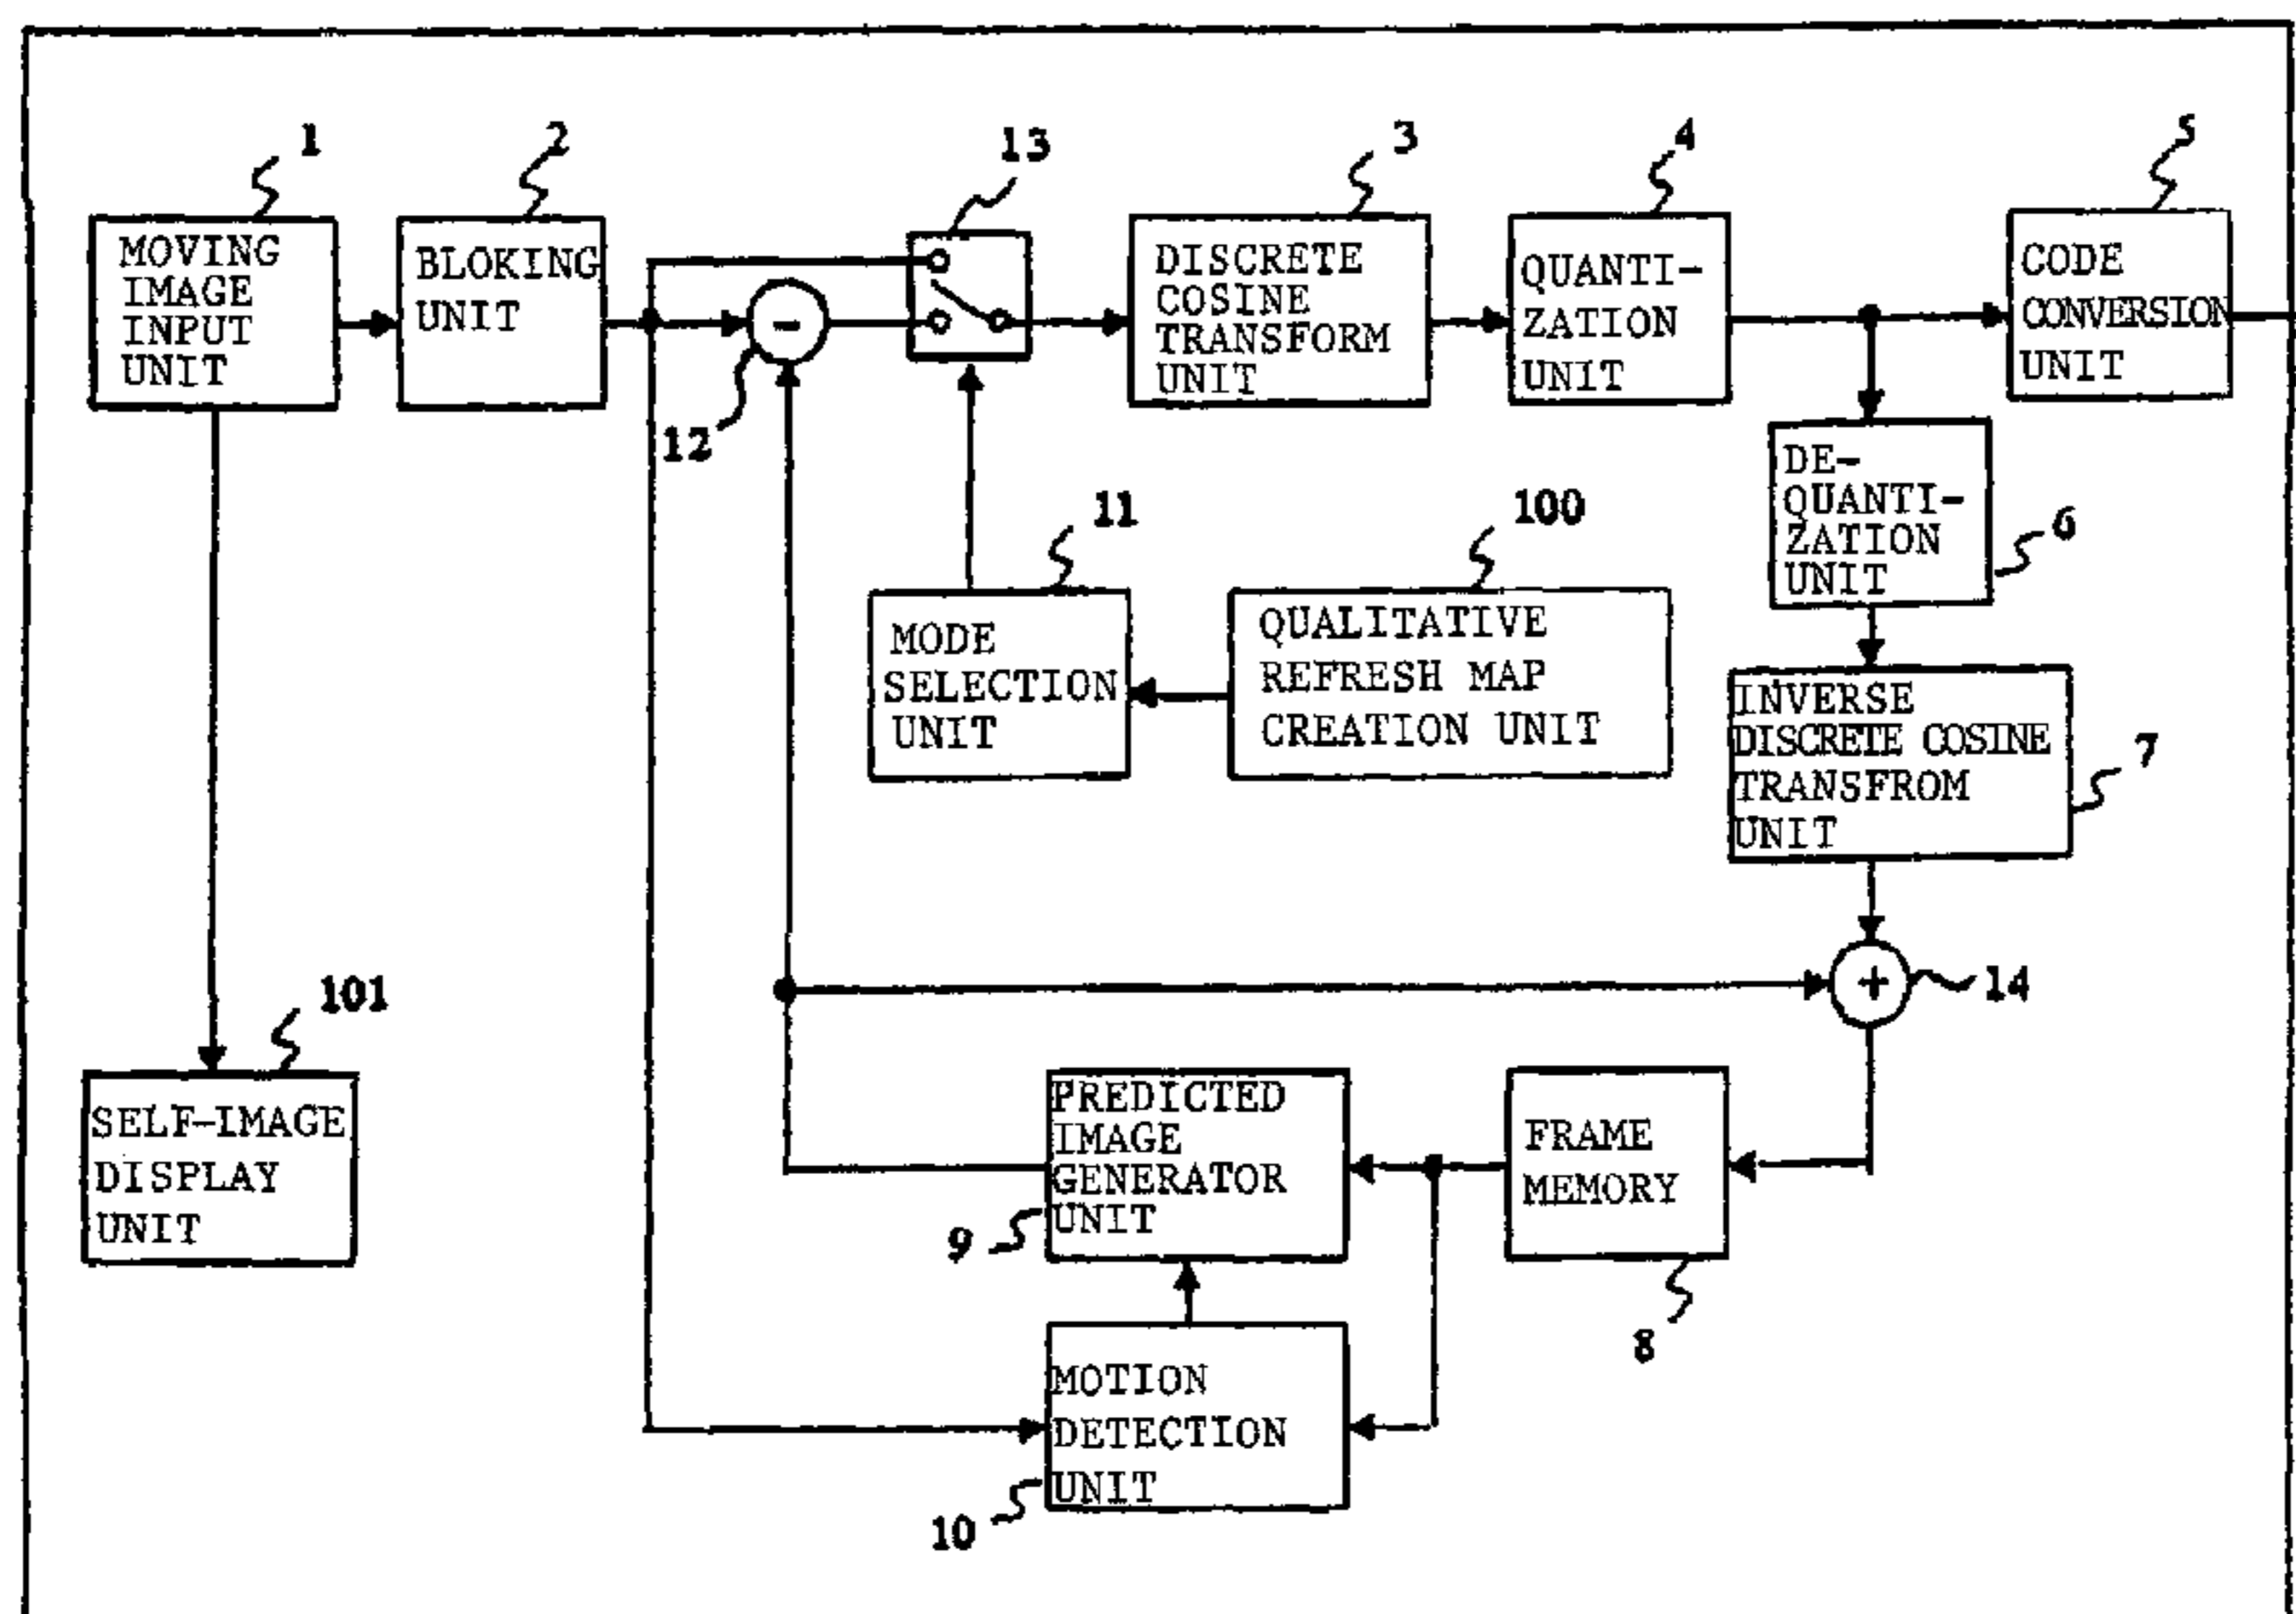 1
2
13
3
4
5
MOVING
IMAGE
INPUT
UNIT
BLOKING
UNIT
-
12
DISCRETE
COSINE
TRANSFORM
UNIT
QUANTI-
ZATION
UNIT
CODE
CONVERSION
UNIT
DE-
QUANTI-
ZATION
UNIT
6
11
100
MODE
SELECTION
UNIT
QUALITATIVE
REFRESH MAP
CREATION UNIT
INVERSE
DISCRETE COSINE
TRANSFROM
UNIT
7
+
14
101
SELF-IMAGE
DISPLAY
UNIT
PREDICTED
IMAGE
GENERATOR
UNIT
9
FRAME
MEMORY
8
MOTION
DETECTION
UNIT
10